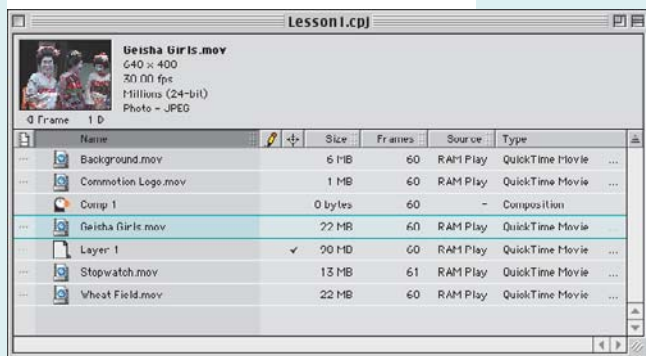 Lesson1.cpj
Geisha Girls.mov
640 × 400
30.00 fps
Millions (24-bit)
Photo - JPEG
0 Frame 1 D
Name Size Frames Source Type
... Background.mov 6 MB 60 RAM Play QuickTime Movie ...
... Commotion Logo.mov 1 MB 60 RAM Play QuickTime Movie ...
Comp 1 0 bytes 60 - Composition
... Geisha Girls.mov 22 MB 60 RAM Play QuickTime Movie ...
... Layer 1 ✓ 90 MB 60 RAM Play QuickTime Movie ...
... Stopwatch.mov 13 MB 61 RAM Play QuickTime Movie ...
... Wheat Field.mov 22 MB 60 RAM Play QuickTime Movie ...